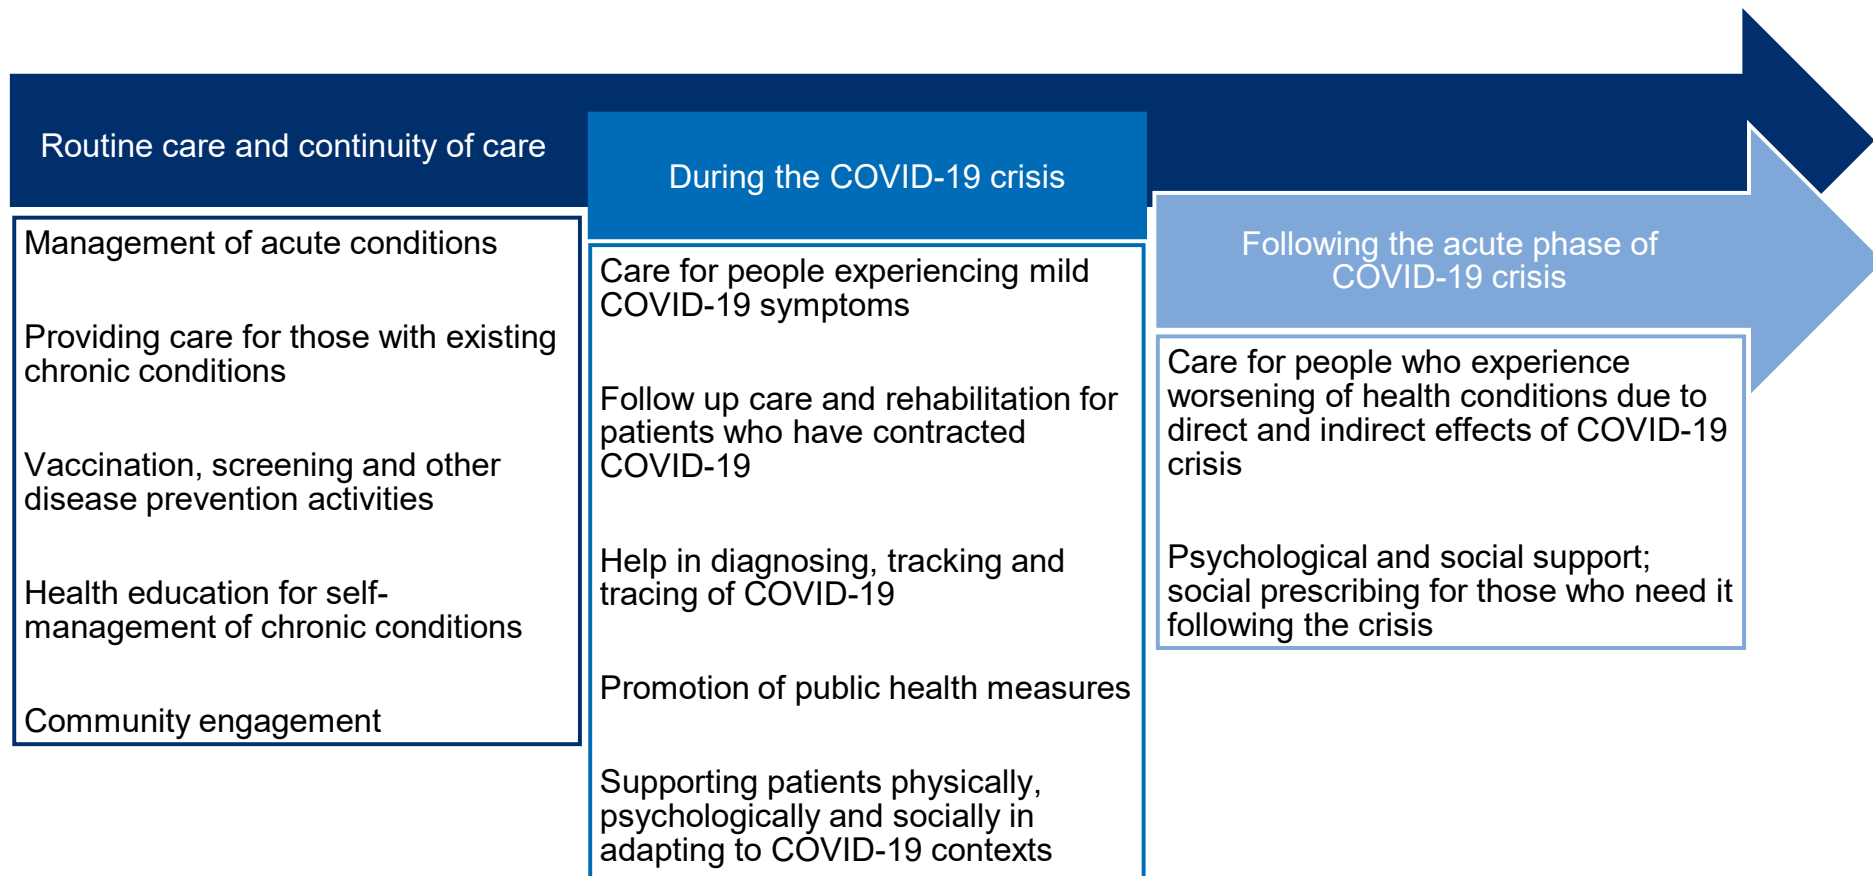 Routine care and continuity of care
Management of acute conditions
Providing care for those with existing
chronic conditions
Vaccination, screening and other
disease prevention activities
Health education for self-
management of chronic conditions
Community engagement
During the COVID-19 crisis
Care for people experiencing mild
COVID-19 symptoms
Follow up care and rehabilitation for
patients who have contracted
COVID-19
Help in diagnosing, tracking and
tracing of COVID-19
Promotion of public health measures
Supporting patients physically,
psychologically and socially in
adapting to COVID-19 contexts
Following the acute phase of
COVID-19 crisis
Care for people who experience
worsening of health conditions due to
direct and indirect effects of COVID-19
crisis
Psychological and social support;
social prescribing for those who need it
following the crisis